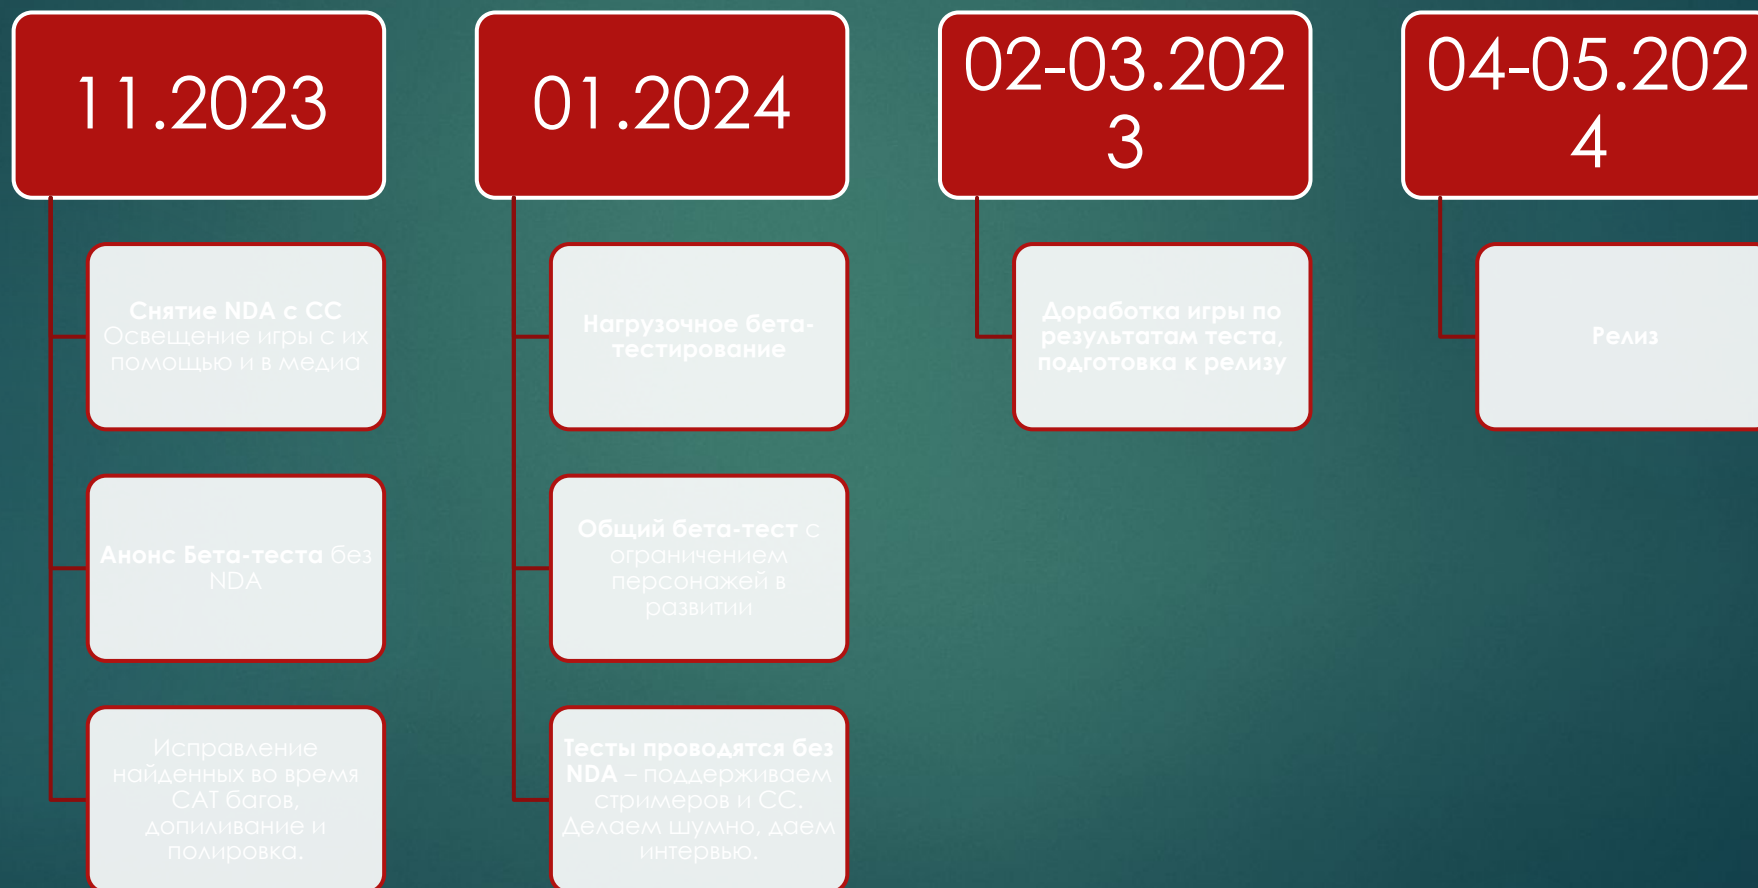 11.2023
Снятие NDA с СС
Освещение игры с их
помощью и в медиа
Анонс Бета-теста без
NDA
Исправление
найденных во время
САТ багов,
допиливание и
полировка.
01.2024
Нагрузочное бета-
тестирование
Общий бета-тест с
ограничением
персонажей в
развитии
Тесты проводятся без
NDA – поддерживаем
стримеров и СС.
Делаем шумно, даем
интервью.
02-03.202
3
Доработка игры по
результатам теста,
подготовка к релизу
04-05.202
4
Релиз